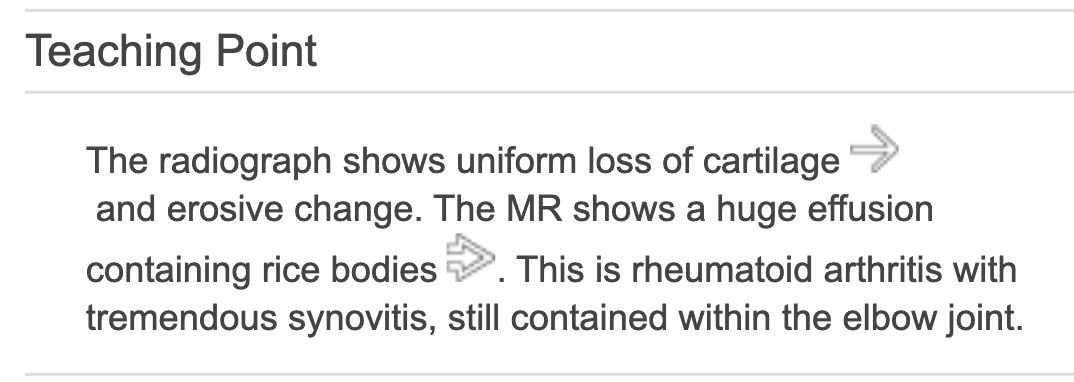 Teaching Point
The radiograph shows uniform loss of cartilage
and erosive change. The MR shows a huge effusion
containing rice bodies . This is rheumatoid arthritis with
tremendous synovitis, still contained within the elbow joint.